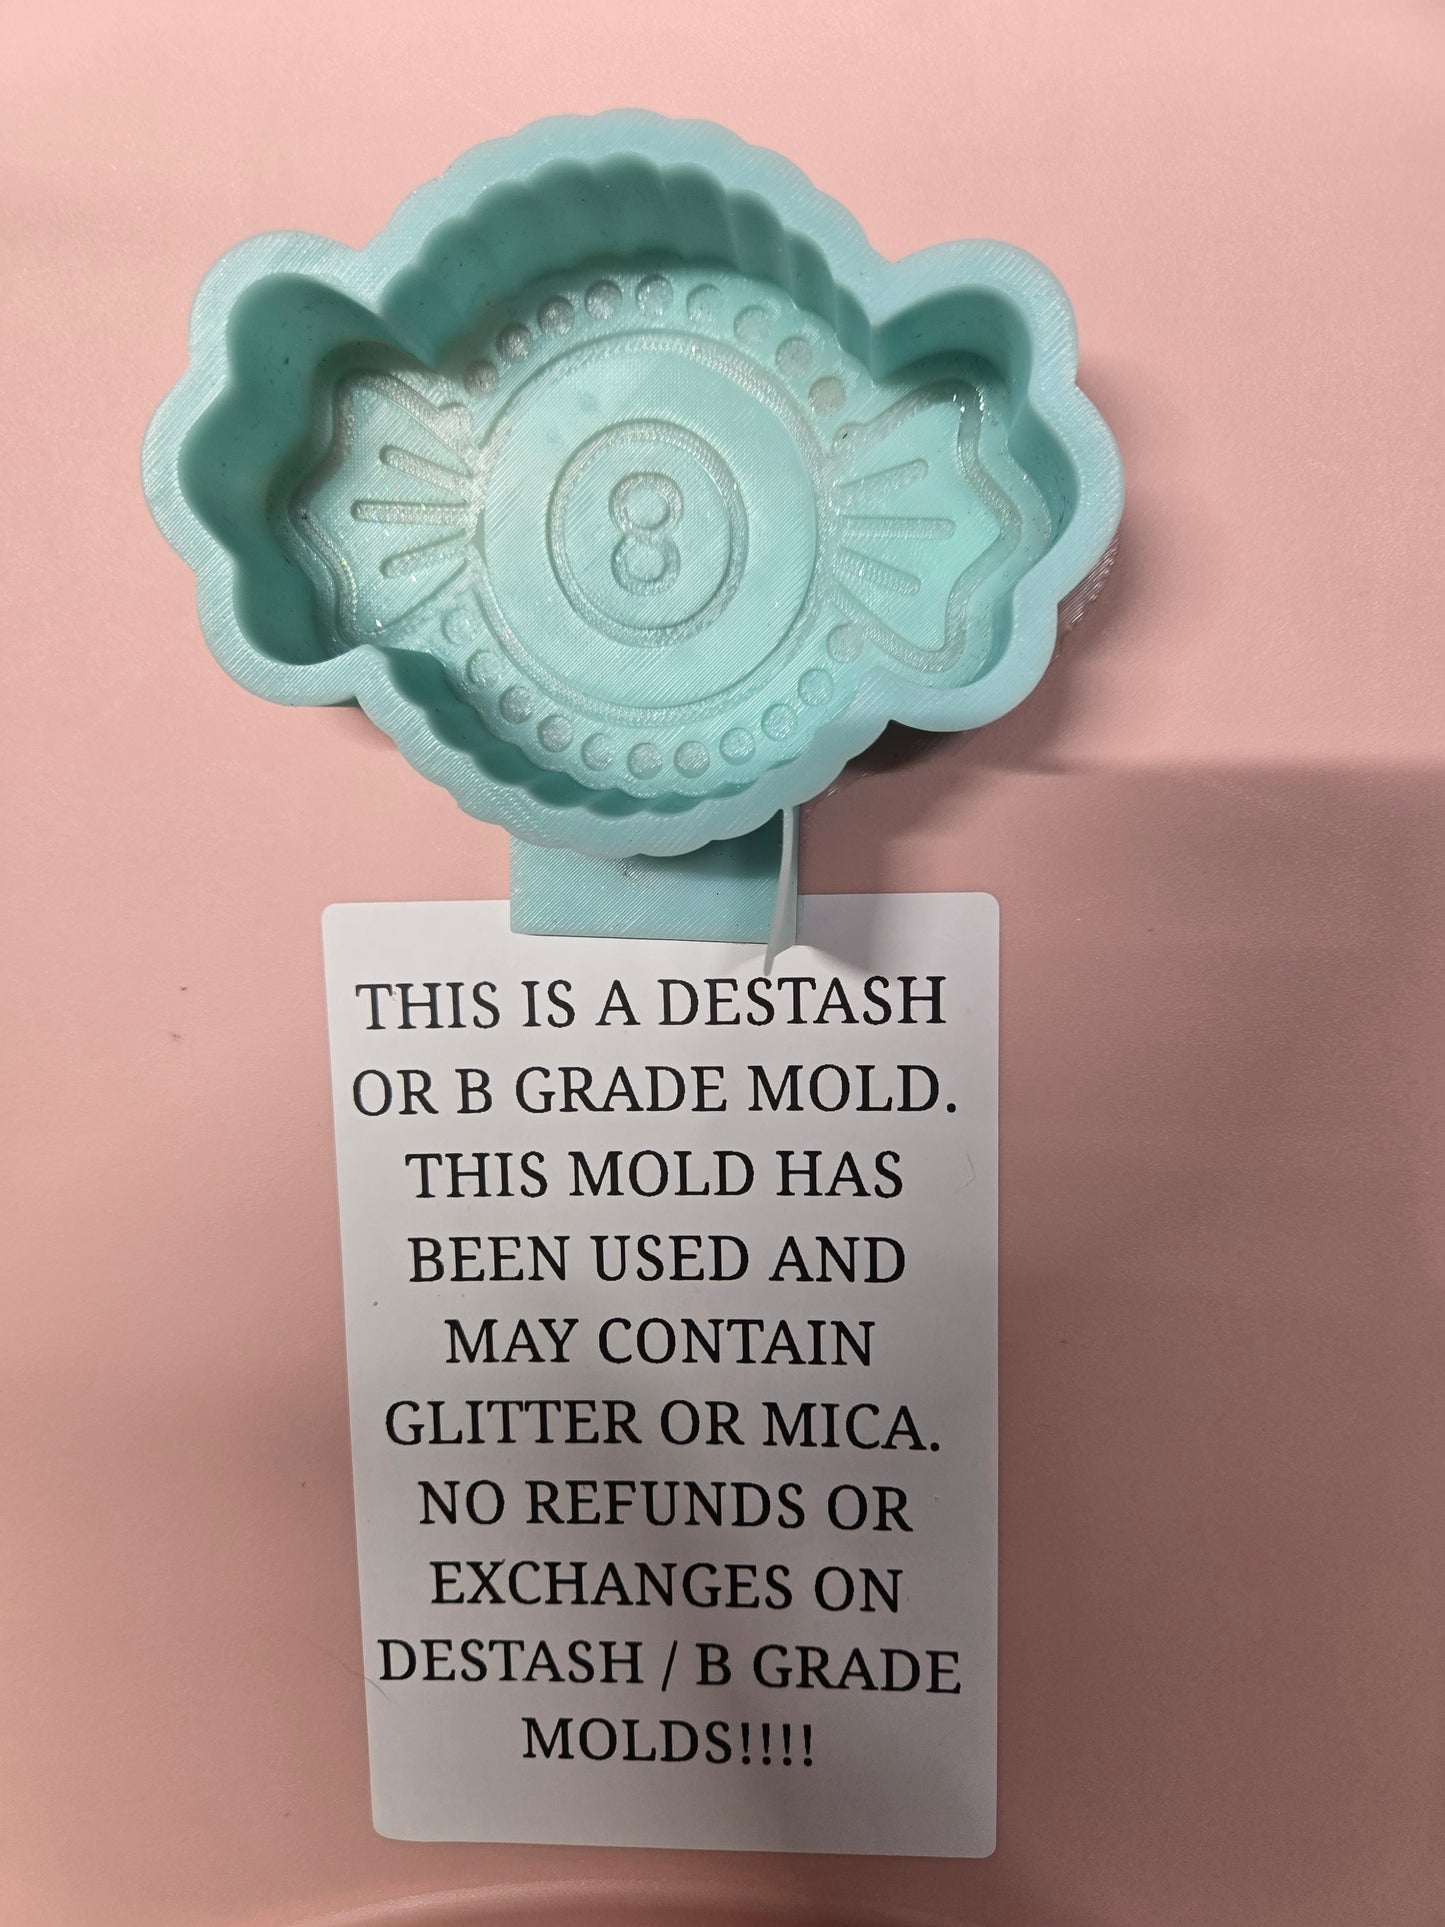 8
THIS IS A DESTASH
OR B GRADE MOLD.
THIS MOLD HAS
BEEN USED AND
MAY CONTAIN
GLITTER OR MICA.
NO REFUNDS OR
EXCHANGES ON
DESTASH / B GRADE
MOLDS!!!!